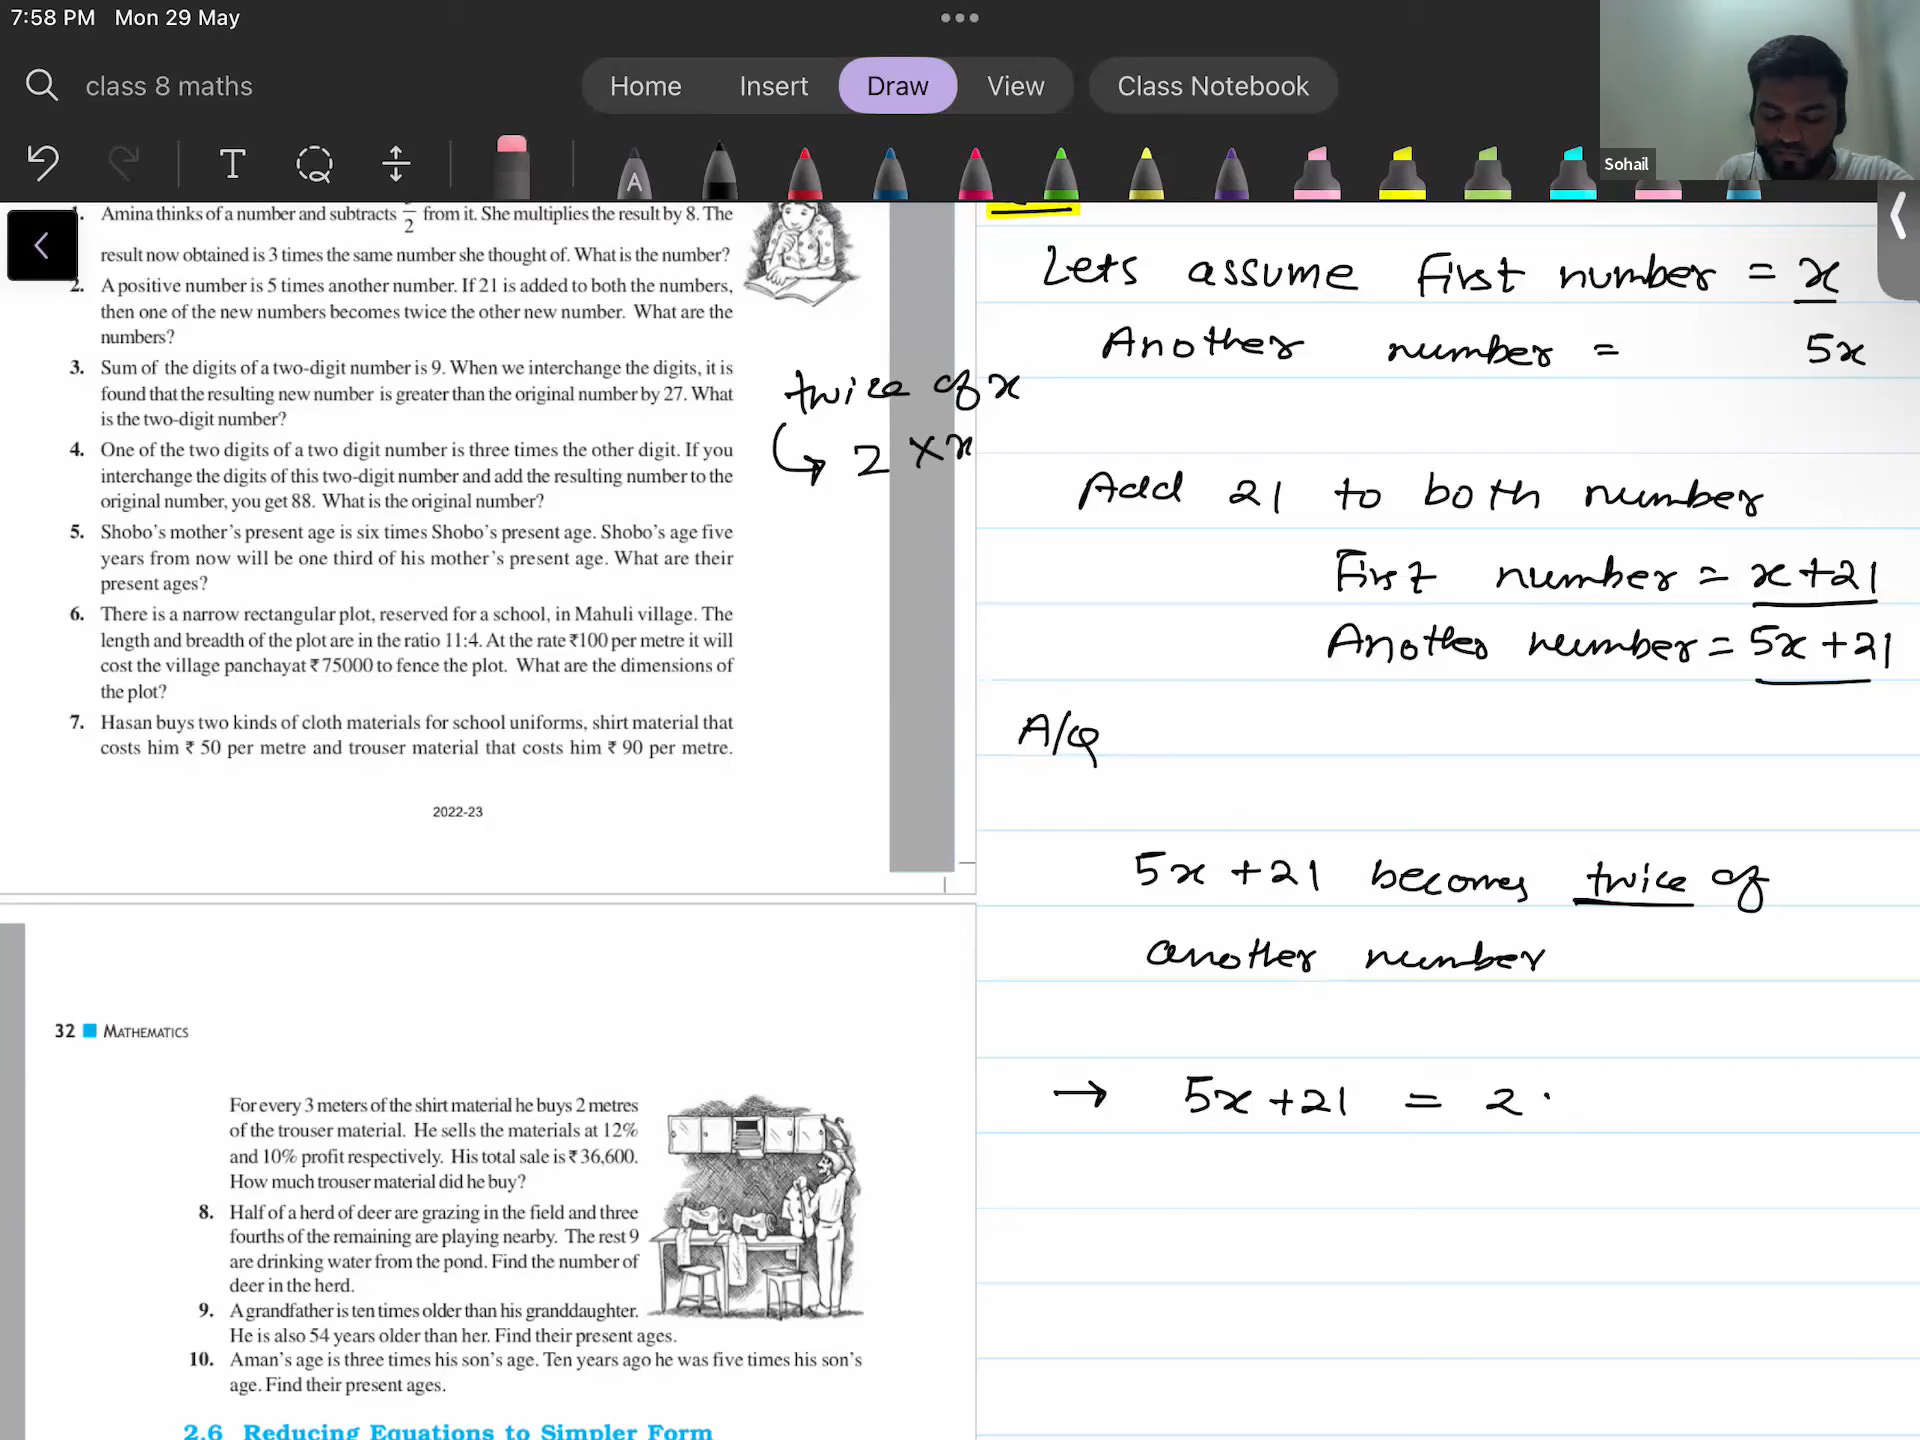 7:58 PM Mon 29 May
class 8 maths
Home Insert Draw View Class Notebook
T
A
Sohail
1. Amina thinks of a number and subtracts /2 from it. She multiplies the result by 8. The
result now obtained is 3 times the same number she thought of. What is the number?
2. A positive number is 5 times another number. If 21 is added to both the numbers,
then one of the new numbers becomes twice the other new number. What are the
numbers?
3. Sum of the digits of a two-digit number is 9. When we interchange the digits, it is
found that the resulting new number is greater than the original number by 27. What
is the two-digit number?
4. One of the two digits of a two digit number is three times the other digit. If you
interchange the digits of this two-digit number and add the resulting number to the
original number, you get 88. What is the original number?
5. Shobo's mother's present age is six times Shobo's present age. Shobo's age five
years from now will be one third of his mother's present age. What are their
present ages?
6. There is a narrow rectangular plot, reserved for a school, in Mahuli village. The
length and breadth of the plot are in the ratio 11:4. At the rate ₹100 per metre it will
cost the village panchayat ₹75000 to fence the plot. What are the dimensions of
the plot?
7. Hasan buys two kinds of cloth materials for school uniforms, shirt material that
costs him ₹ 50 per metre and trouser material that costs him ₹ 90 per metre.
2022-23
32 MATHEMATICS
For every 3 meters of the shirt material he buys 2 metres
of the trouser material. He sells the materials at 12%
and 10% profit respectively. His total sale is ₹36,600.
How much trouser material did he buy?
8. Half of a herd of deer are grazing in the field and three
fourths of the remaining are playing nearby. The rest 9
are drinking water from the pond. Find the number of
deer in the herd.
9. A grandfather is ten times older than his granddaughter.
He is also 54 years older than her. Find their present ages.
10. Aman's age is three times his son's age. Ten years ago he was five times his son's
age. Find their present ages.
2.6 Reducing Equations to Simpler Form
twice of x
↳ 2 × x
Lets assume First number = x
Another number = 5x
Add 21 to both number
First number = x+21
Another number = 5x+21
A/Q
5x+21 becomes twice of
another number
→ 5x+21 = 2 ·